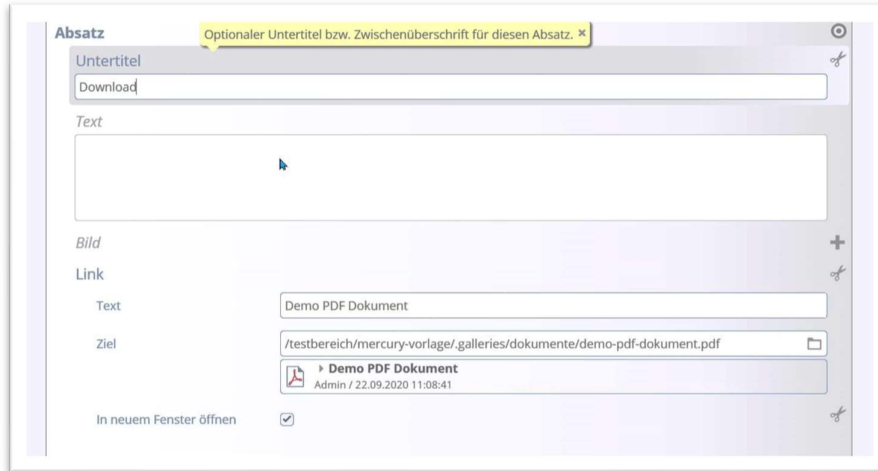 Absatz
Optionaler Untertitel bzw. Zwischenüberschrift für diesen Absatz. ×
Untertitel
Download
Text
Bild
Link
Text
Demo PDF Dokument
Ziel
/testbereich/mercury-vorlage/.galleries/dokumente/demo-pdf-dokument.pdf
Demo PDF Dokument
Admin / 22.09.2020 11:08:41
In neuem Fenster öffnen